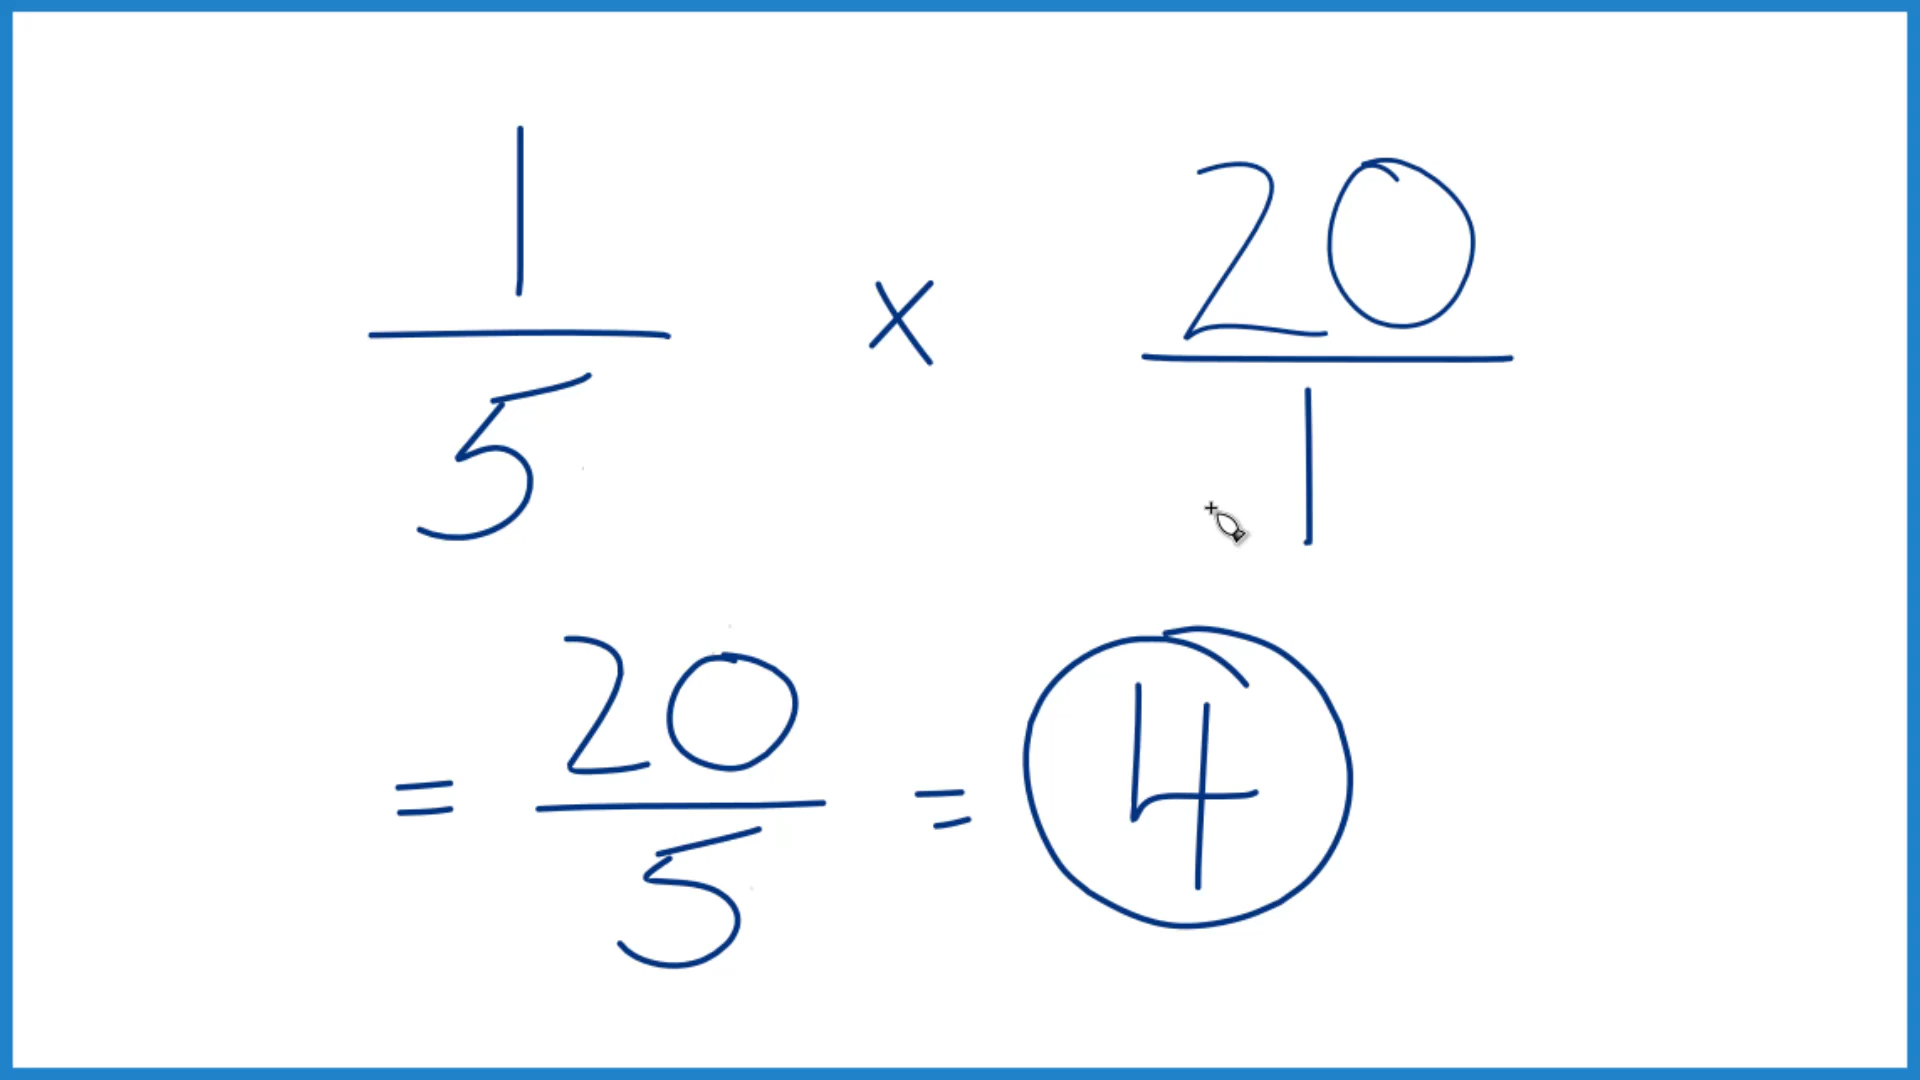 1/5 x 20/1
= 20/5 = 4